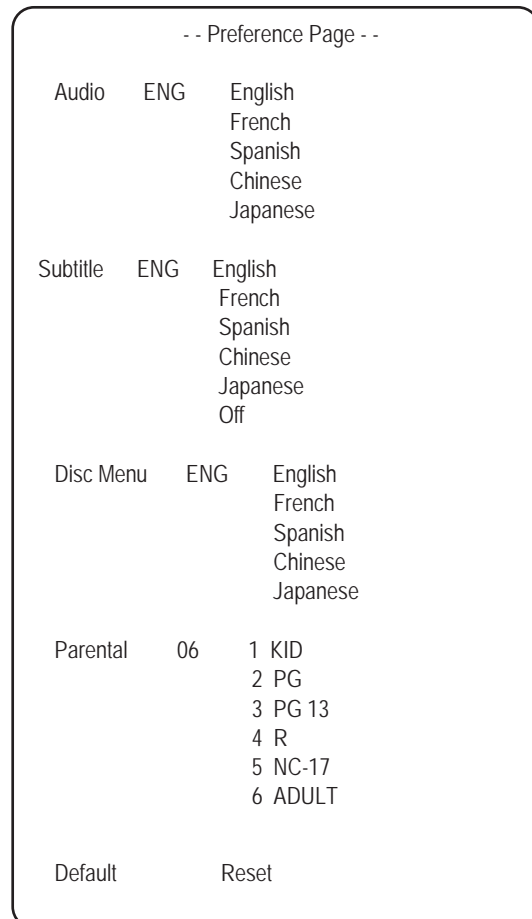 - - Preference Page - -
Audio ENG English
French
Spanish
Chinese
Japanese
Subtitle ENG English
French
Spanish
Chinese
Japanese
Off
Disc Menu ENG English
French
Spanish
Chinese
Japanese
Parental 06 1 KID
2 PG
3 PG 13
4 R
5 NC-17
6 ADULT
Default Reset